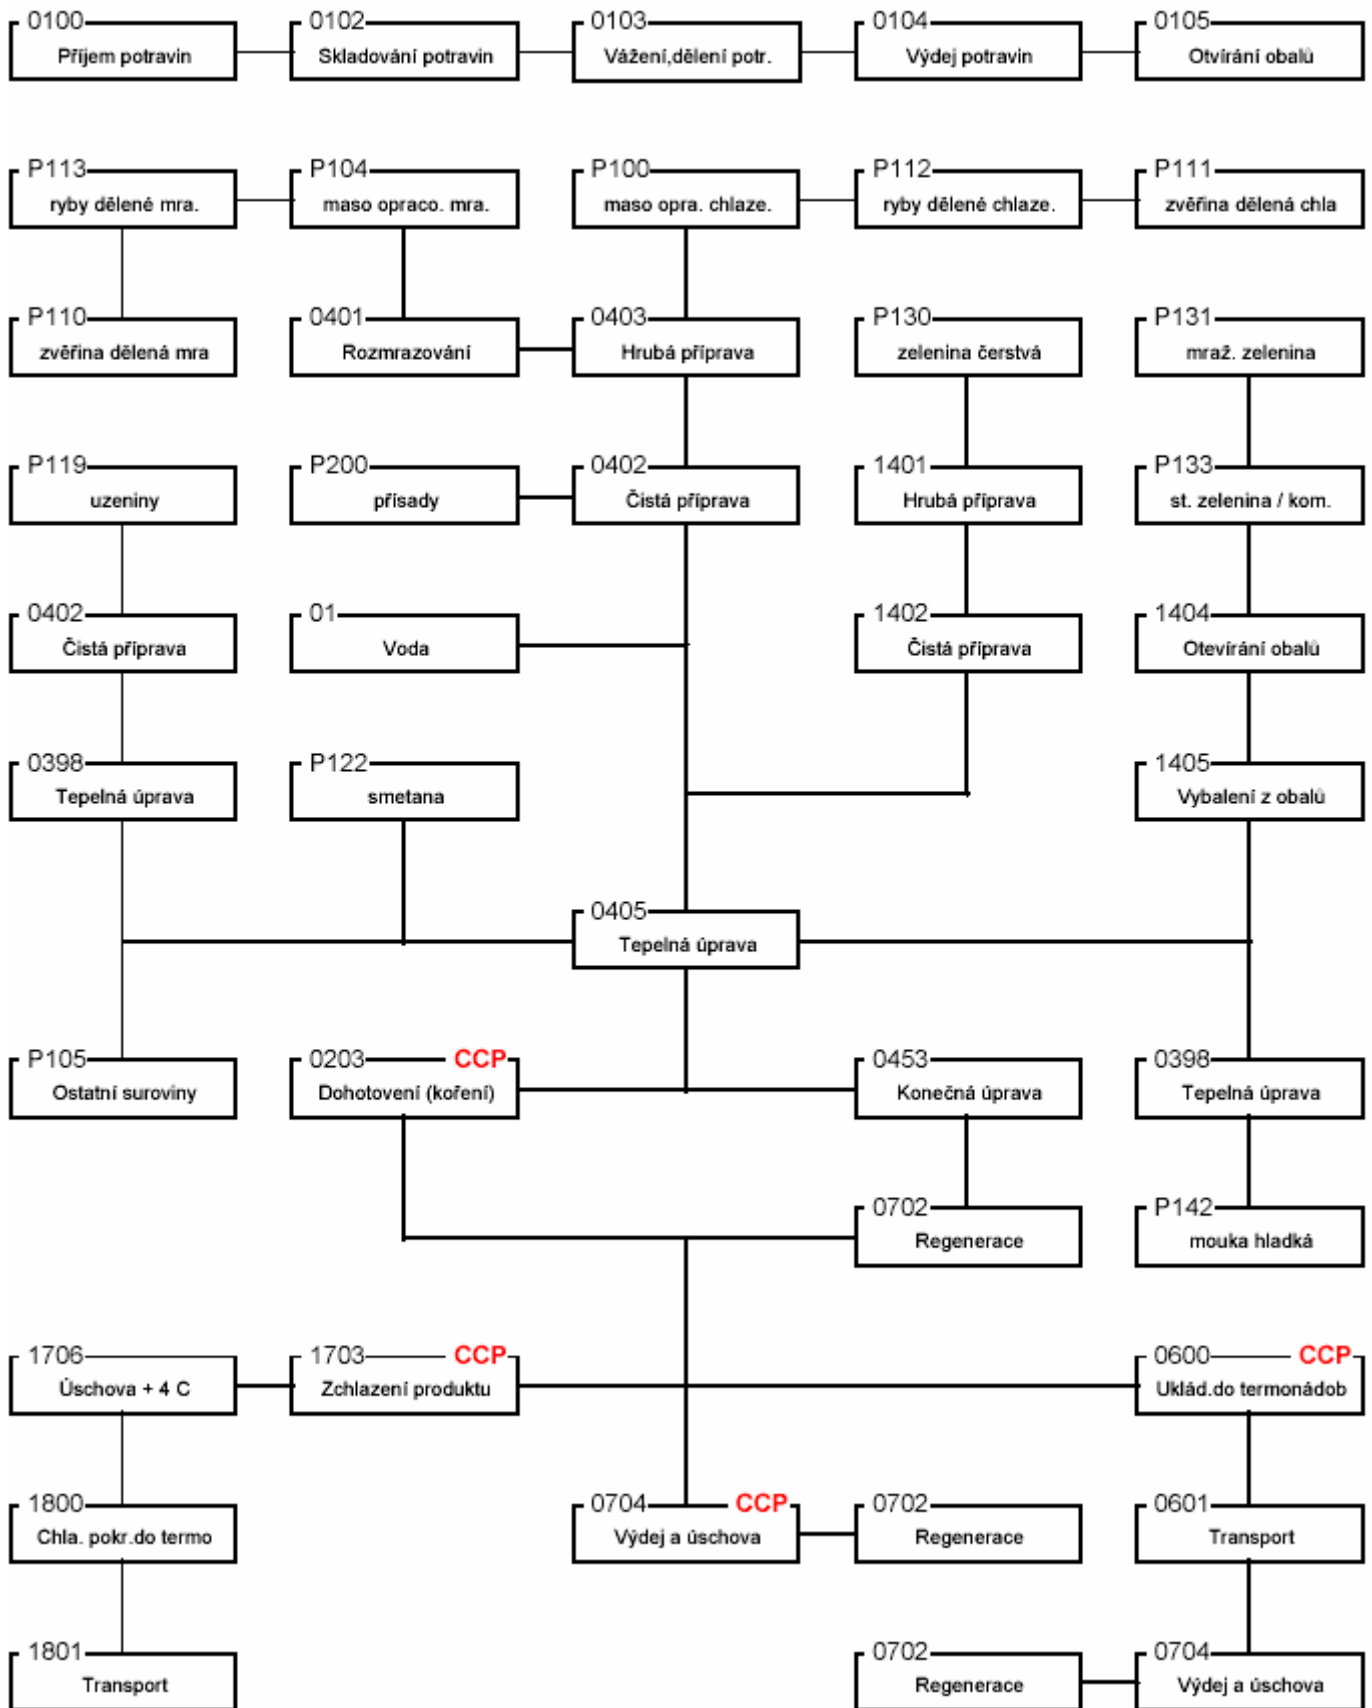 0100
Příjem potravin
0102
Skladování potravin
0103
Vážení,dělení potr.
0104
Výdej potravin
0105
Otvírání obalů
P113
ryby dělené mra.
P104
maso opraco. mra.
P100
maso opra. chlaze.
P112
ryby dělené chlaze.
P111
zvěřina dělená chla
P110
zvěřina dělená mra
0401
Rozmrazování
0403
Hrubá příprava
P130
zelenina čerstvá
P131
mraž. zelenina
P119
uzeniny
P200
přísady
0402
Čistá příprava
1401
Hrubá příprava
P133
st. zelenina / kom.
0402
Čistá příprava
01
Voda
1402
Čistá příprava
1404
Otevírání obalů
0398
Tepelná úprava
P122
smetana
1405
Vybalení z obalů
0405
Tepelná úprava
P105
Ostatní suroviny
0203 CCP
Dohotovení (koření)
0453
Konečná úprava
0398
Tepelná úprava
0702
Regenerace
P142
mouka hladká
1706
Úschova + 4 C
1703 CCP
Zchlazení produktu
0600 CCP
Uklád.do termonádob
1800
Chla. pokr.do termo
0704 CCP
Výdej a úschova
0702
Regenerace
0601
Transport
1801
Transport
0702
Regenerace
0704
Výdej a úschova